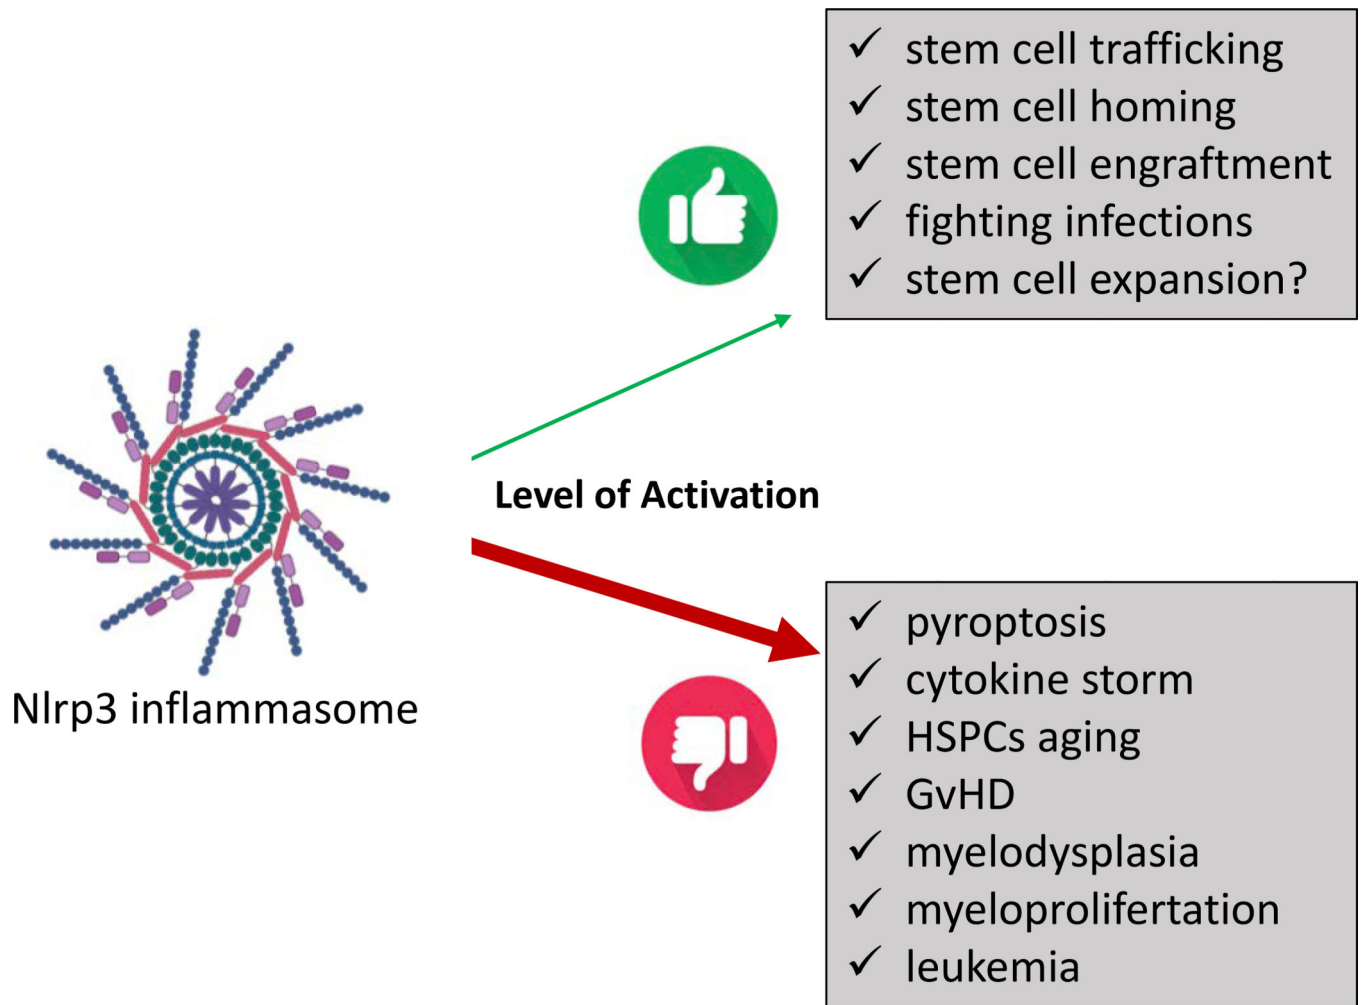 ✓ stem cell trafficking
✓ stem cell homing
✓ stem cell engraftment
✓ fighting infections
✓ stem cell expansion?
Level of Activation
Nlrp3 inflammasome
✓ pyroptosis
✓ cytokine storm
✓ HSPCs aging
✓ GvHD
✓ myelodysplasia
✓ myeloprolifertation
✓ leukemia